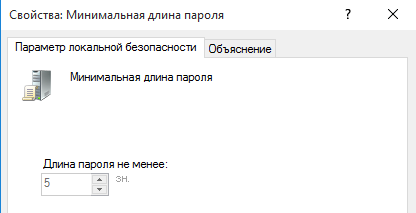 Свойства: Минимальная длина пароля
Параметр локальной безопасности Объяснение
Минимальная длина пароля
Длина пароля не менее:
5 зн.